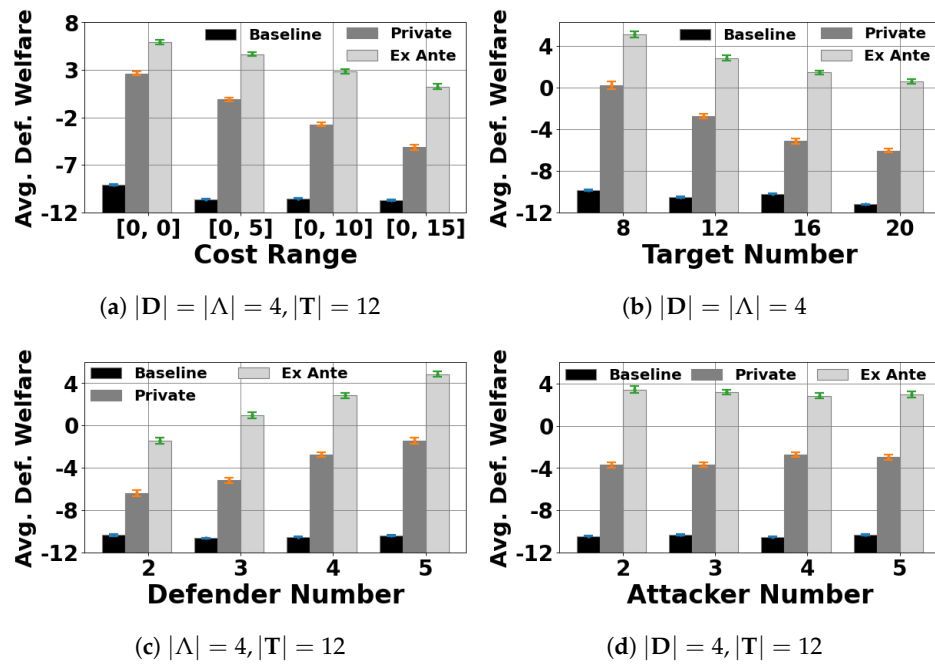 Avg. Def. Welfare
8
3
-2
-7
-12
Baseline
Private
Ex Ante
[0, 0] [0, 5] [0, 10] [0, 15]
Cost Range
(a) |D| = |Λ| = 4, |T| = 12
Avg. Def. Welfare
4
0
-4
-8
-12
Baseline
Private
Ex Ante
8 12 16 20
Target Number
(b) |D| = |Λ| = 4
Avg. Def. Welfare
4
0
-4
-8
-12
Baseline
Private
Ex Ante
2 3 4 5
Defender Number
(c) |Λ| = 4, |T| = 12
Avg. Def. Welfare
4
0
-4
-8
-12
Baseline Private Ex Ante
2 3 4 5
Attacker Number
(d) |D| = 4, |T| = 12